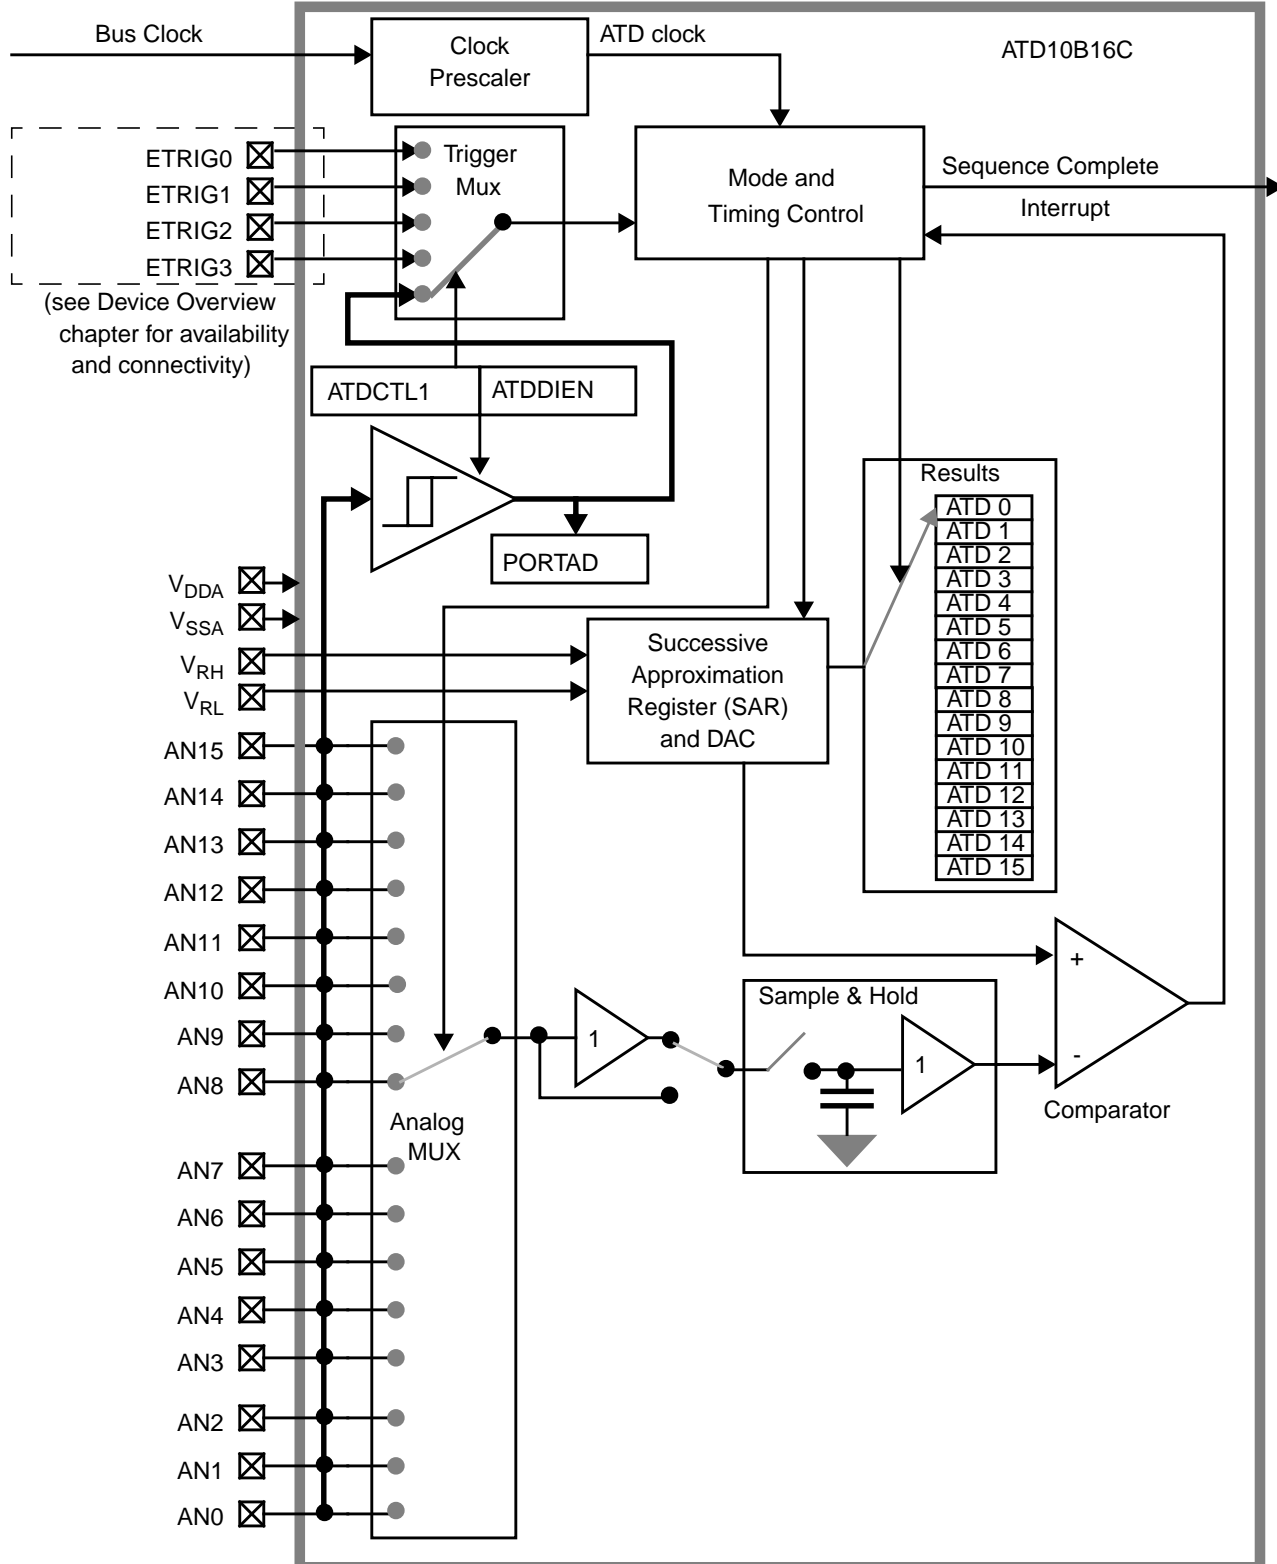 Bus Clock
Clock
Prescaler
ATD clock
ATD10B16C
ETRIG0
ETRIG1
ETRIG2
ETRIG3
(see Device Overview
chapter for availability
and connectivity)
Trigger
Mux
Mode and
Timing Control
Sequence Complete
Interrupt
ATDCTL1
ATDDIEN
PORTAD
Results
ATD 0
ATD 1
ATD 2
ATD 3
ATD 4
ATD 5
ATD 6
ATD 7
ATD 8
ATD 9
ATD 10
ATD 11
ATD 12
ATD 13
ATD 14
ATD 15
VDDA
VSSA
VRH
VRL
Successive
Approximation
Register (SAR)
and DAC
AN15
AN14
AN13
AN12
AN11
AN10
AN9
AN8
AN7
AN6
AN5
AN4
AN3
AN2
AN1
AN0
Analog
MUX
1
Sample & Hold
1
+
-
Comparator